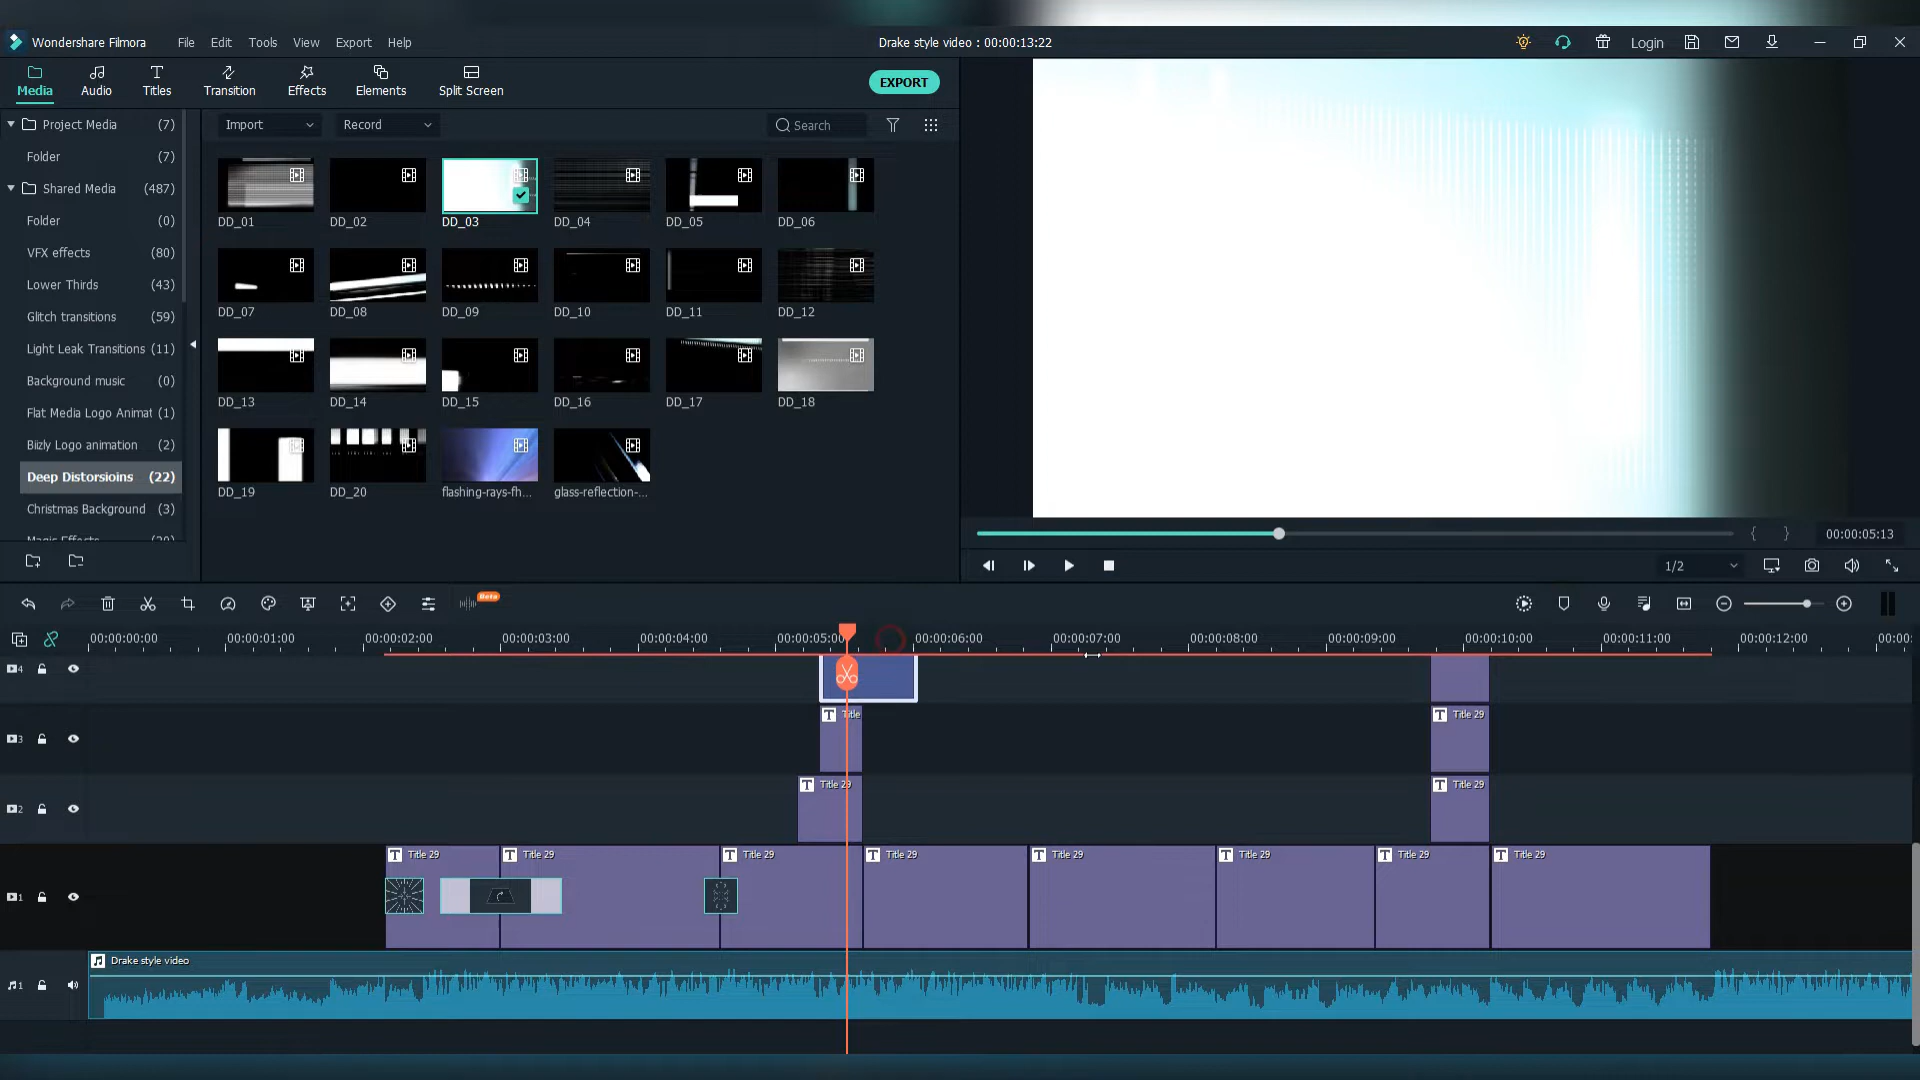 Wondershare Filmora File Edit Tools View Export Help Drake style video : 00:00:13:22 Login
Media Audio Titles Transition Effects Elements Split Screen EXPORT
Project Media (7)
Folder (7)
Shared Media (487)
Folder (0)
VFX effects (80)
Lower Thirds (43)
Glitch transitions (59)
Light Leak Transitions (11)
Background music (0)
Flat Media Logo Animat (1)
Biizly Logo animation (2)
Deep Distorsioins (22)
Christmas Background (3)
Import Record Search
DD_01 DD_02 DD_03 DD_04 DD_05 DD_06
DD_07 DD_08 DD_09 DD_10 DD_11 DD_12
DD_13 DD_14 DD_15 DD_16 DD_17 DD_18
DD_19 DD_20 flashing-rays-fh... glass-reflection-...
{ } 00:00:05:13
1/2
Beta
00:00:00:00 00:00:01:00 00:00:02:00 00:00:03:00 00:00:04:00 00:00:05:00 00:00:06:00 00:00:07:00 00:00:08:00 00:00:09:00 00:00:10:00 00:00:11:00 00:00:12:00 00:00:
4
3 Title Title 29
2 Title 29 Title 29
Title 29 Title 29 Title 29 Title 29 Title 29 Title 29 Title 29 Title 29
1
Drake style video
1